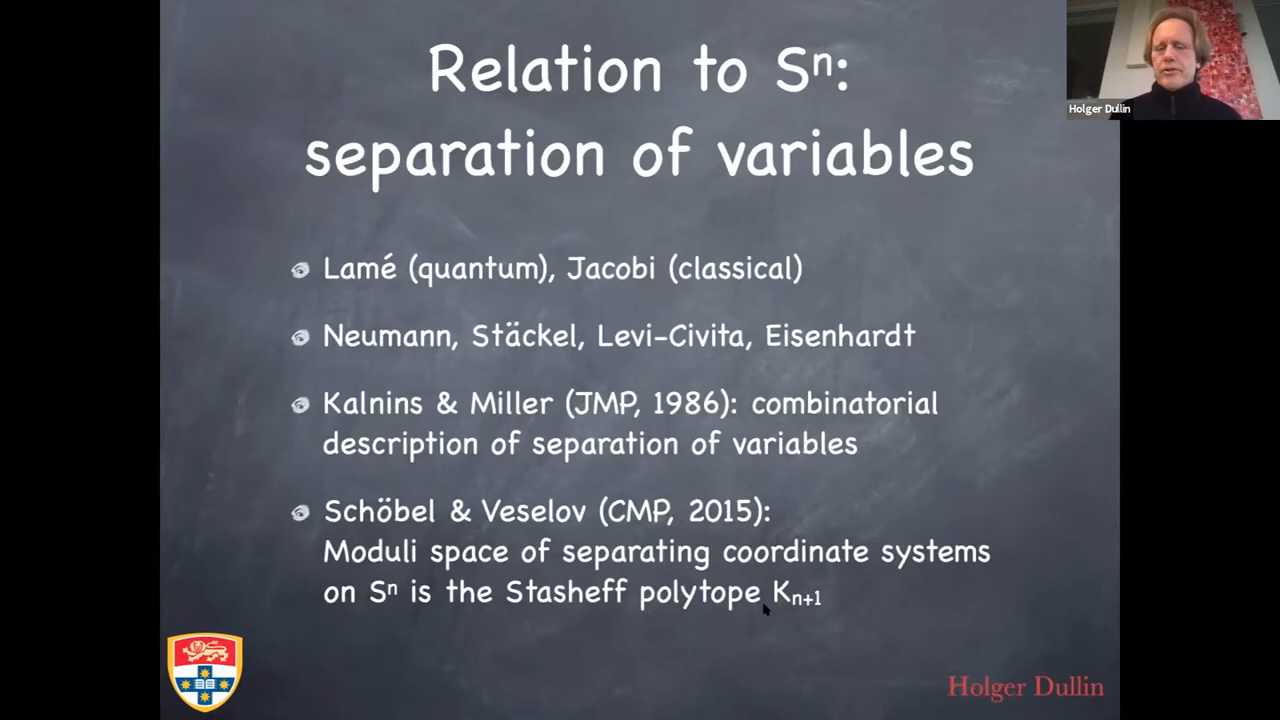 Relation to Sⁿ:
separation of variables
Holger Dullin
Lamé (quantum), Jacobi (classical)
Neumann, Stäckel, Levi-Civita, Eisenhardt
Kalnins & Miller (JMP, 1986): combinatorial
description of separation of variables
Schöbel & Veselov (CMP, 2015):
Moduli space of separating coordinate systems
on Sⁿ is the Stasheff polytope Kₙ₊₁
Holger Dullin